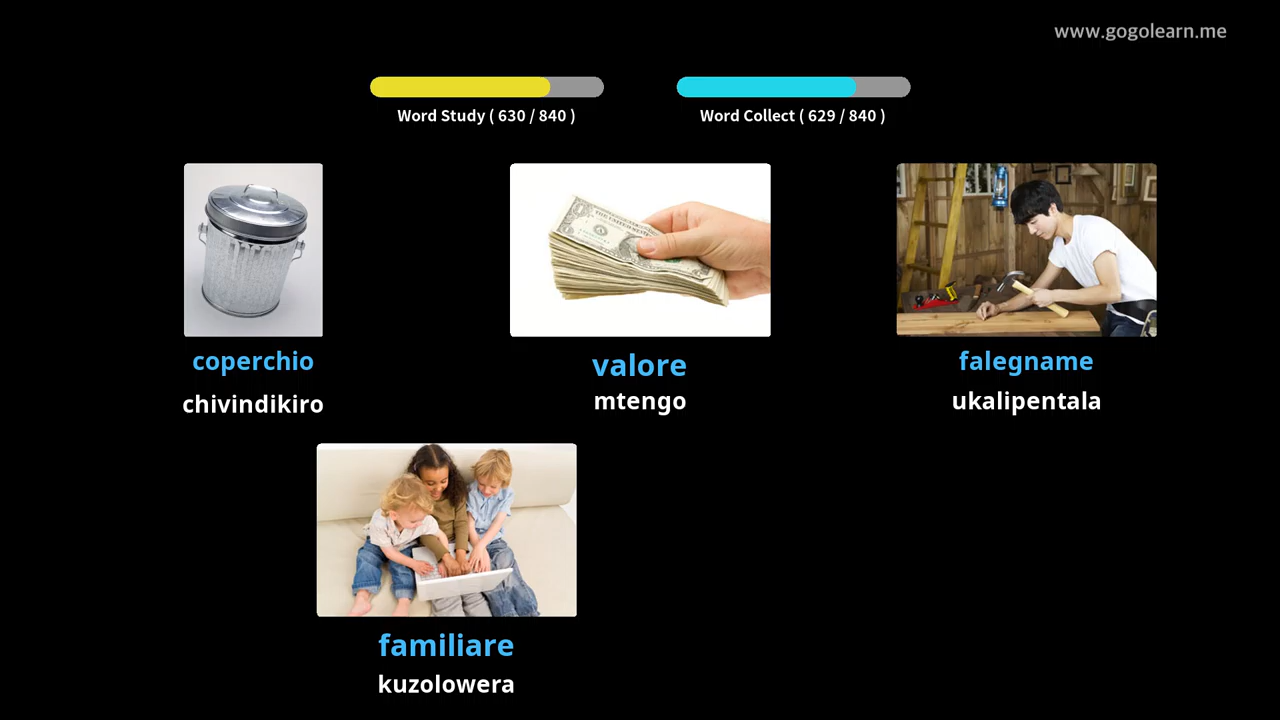 www.gogolearn.me
Word Study ( 630 / 840 )
Word Collect ( 629 / 840 )
coperchio
chivindikiro
valore
mtengo
falegname
ukalipentala
familiare
kuzolowera